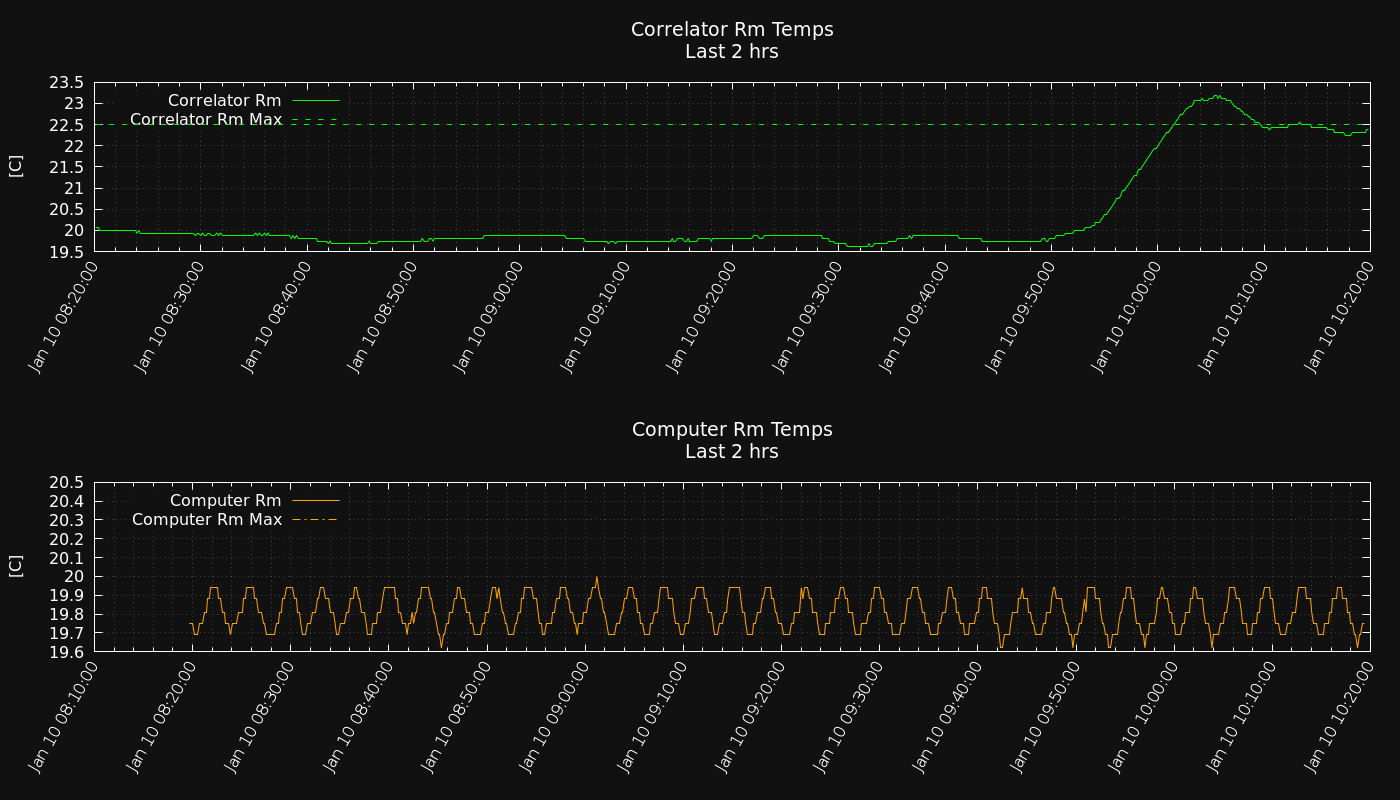 Correlator Rm Temps
Last 2 hrs
23.5
23
22.5
22
21.5
21
20.5
20
19.5
[C]
Correlator Rm
Correlator Rm Max
Jan 10 08:20:00
Jan 10 08:30:00
Jan 10 08:40:00
Jan 10 08:50:00
Jan 10 09:00:00
Jan 10 09:10:00
Jan 10 09:20:00
Jan 10 09:30:00
Jan 10 09:40:00
Jan 10 09:50:00
Jan 10 10:00:00
Jan 10 10:10:00
Jan 10 10:20:00
Computer Rm Temps
Last 2 hrs
20.5
20.4
20.3
20.2
20.1
20
19.9
19.8
19.7
19.6
[C]
Computer Rm
Computer Rm Max
Jan 10 08:10:00
Jan 10 08:20:00
Jan 10 08:30:00
Jan 10 08:40:00
Jan 10 08:50:00
Jan 10 09:00:00
Jan 10 09:10:00
Jan 10 09:20:00
Jan 10 09:30:00
Jan 10 09:40:00
Jan 10 09:50:00
Jan 10 10:00:00
Jan 10 10:10:00
Jan 10 10:20:00